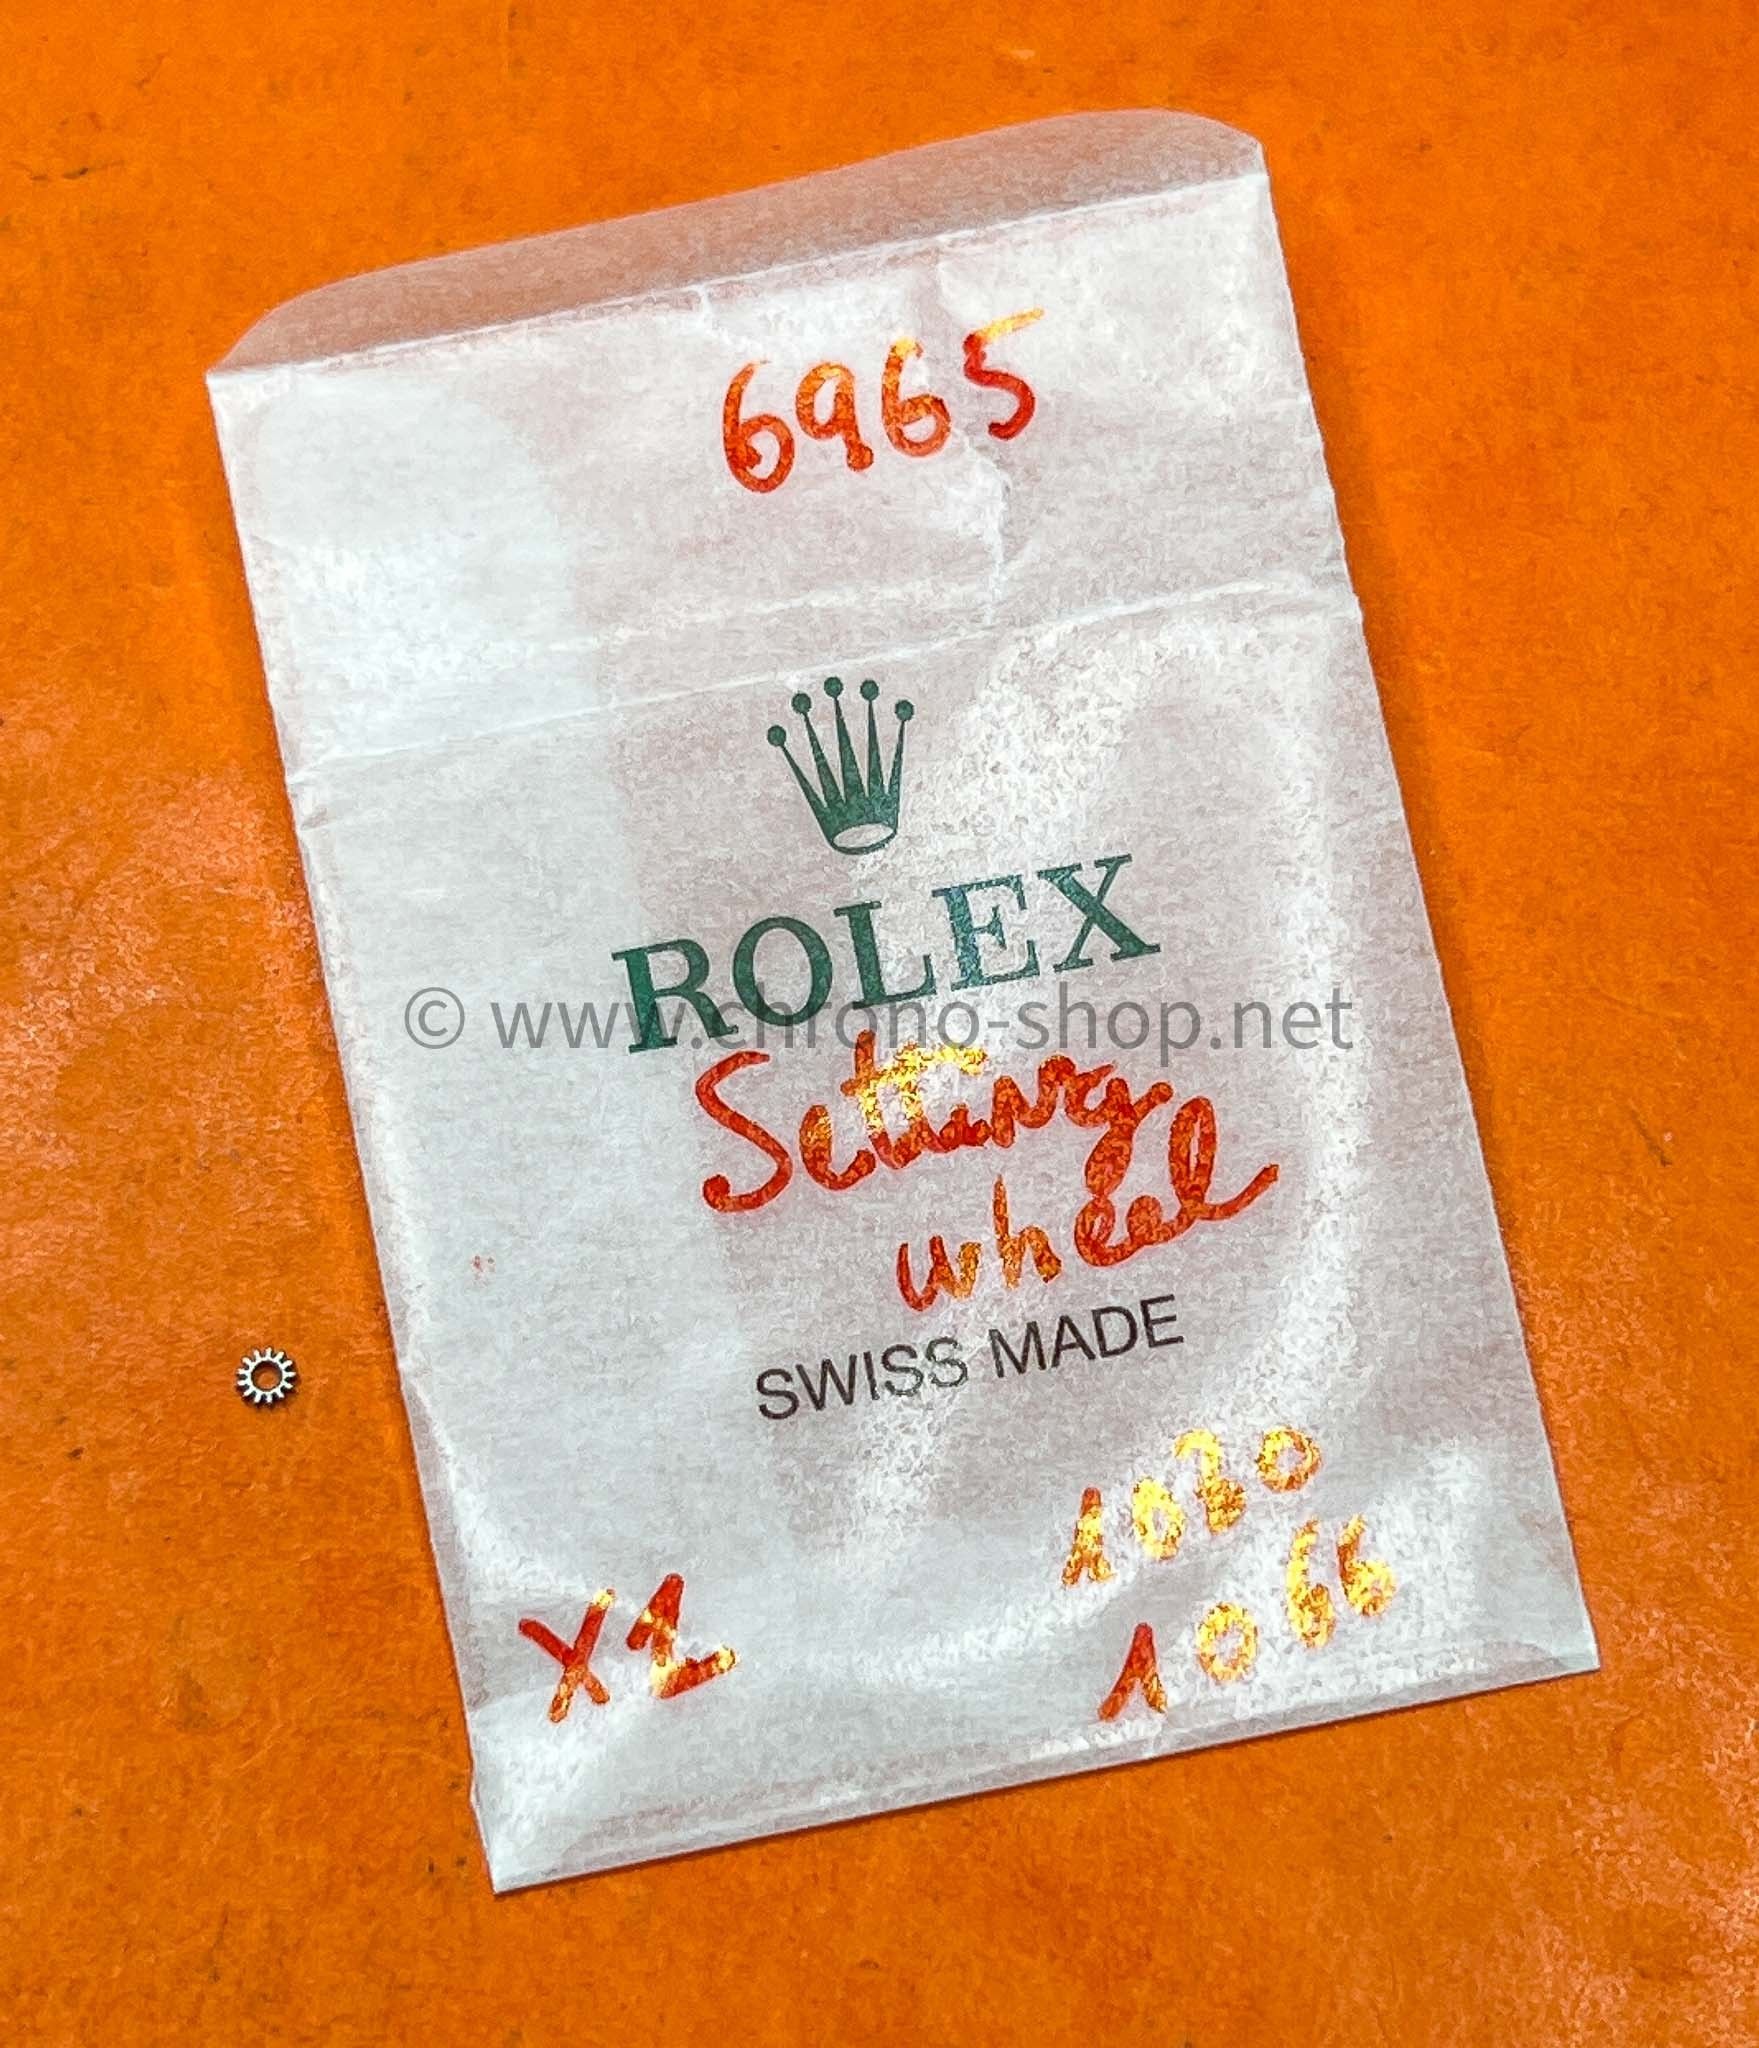 6965
ROLEX
© www.chrono-shop.net
Setting
wheel
SWISS MADE
1030
1066
X1